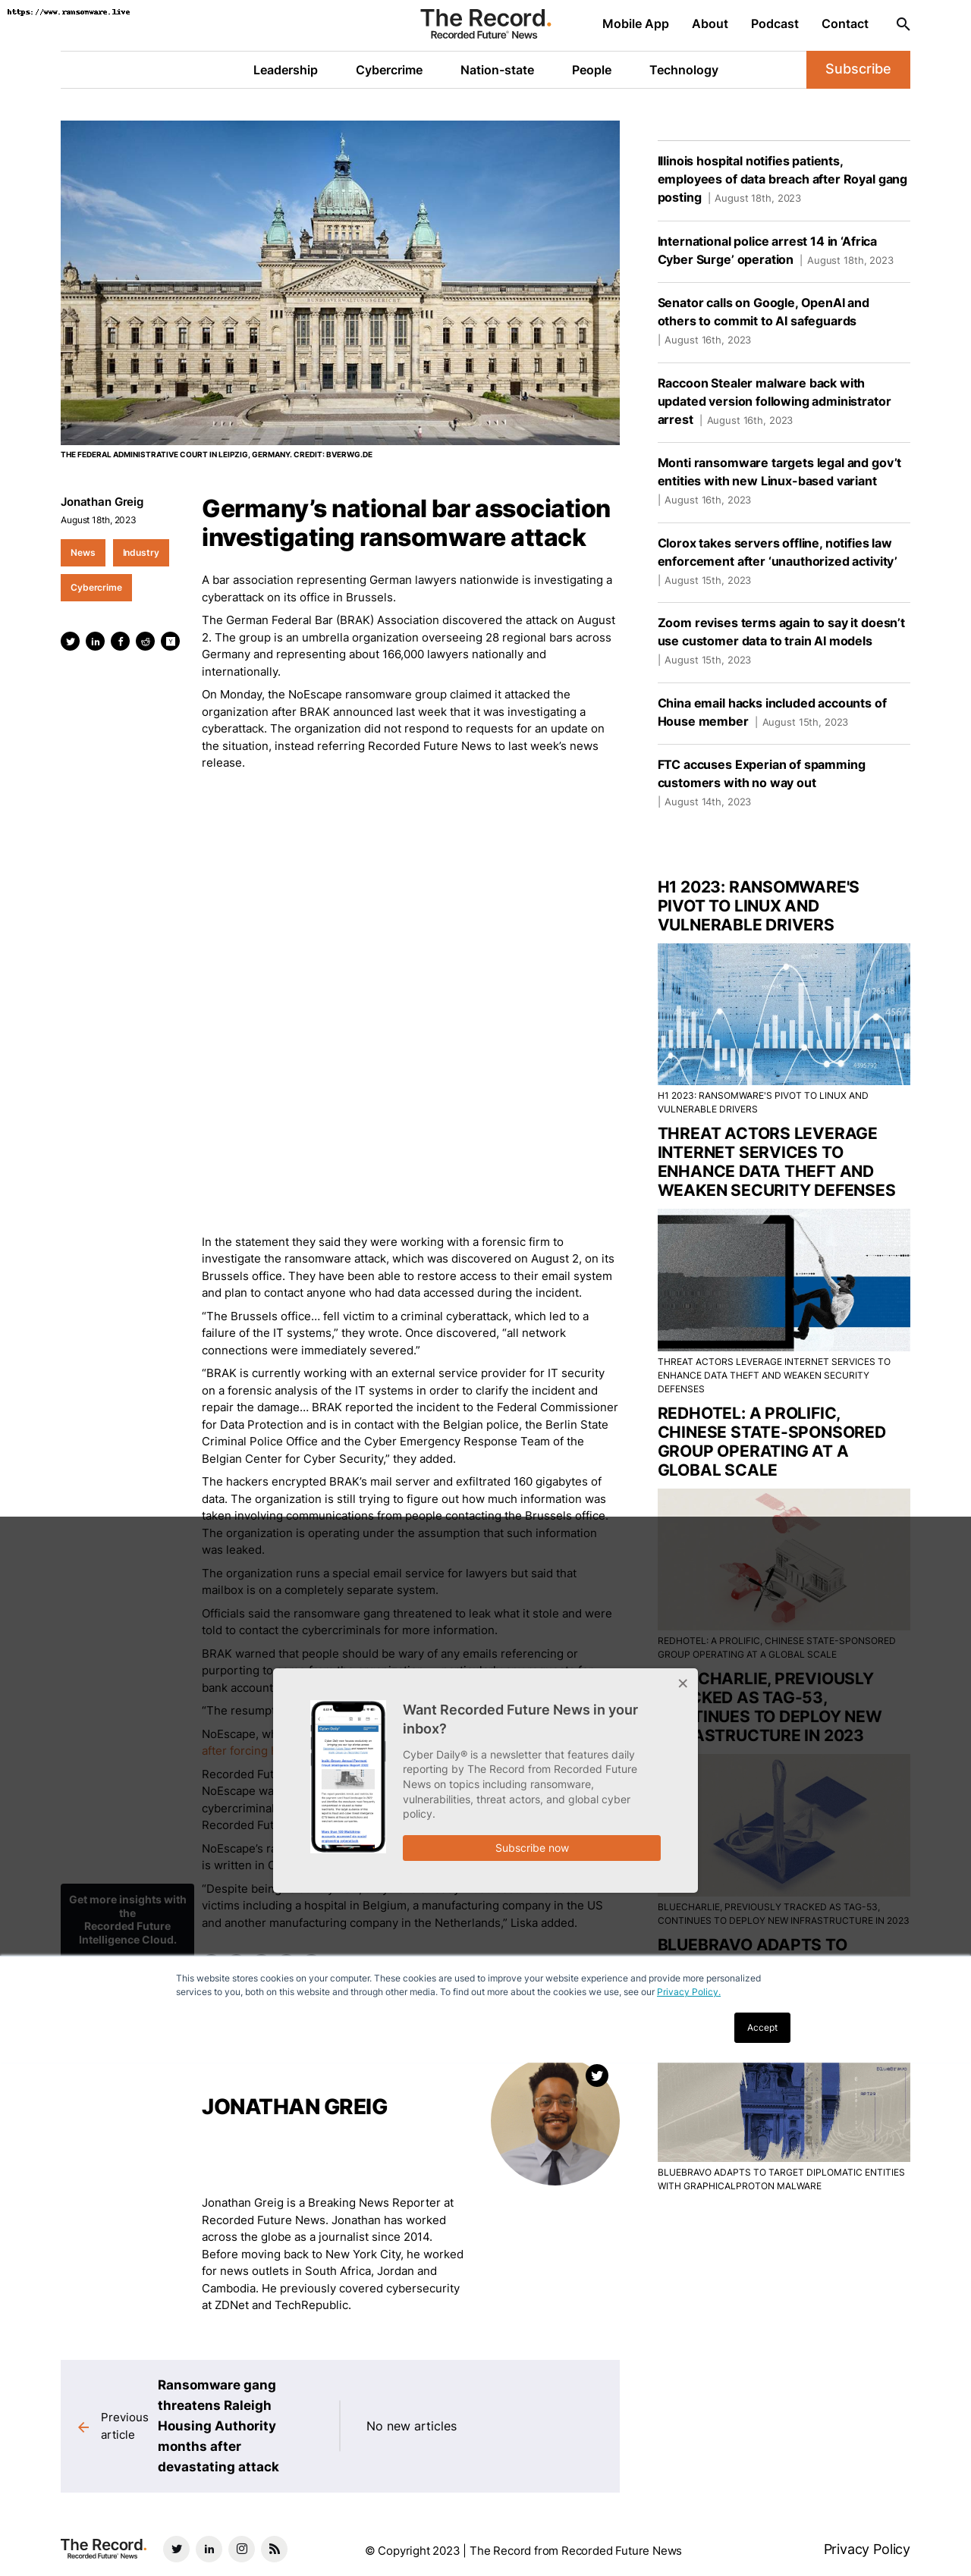 https://www.ransomware.live
The Record.
Recorded Future® News
Mobile App
About
Podcast
Contact
Leadership
Cybercrime
Nation-state
People
Technology
Subscribe
THE FEDERAL ADMINISTRATIVE COURT IN LEIPZIG, GERMANY. CREDIT: BVERWG.DE
Jonathan Greig
August 18th, 2023
News
Industry
Cybercrime
Germany’s national bar association
investigating ransomware attack
A bar association representing German lawyers nationwide is investigating a
cyberattack on its office in Brussels.
The German Federal Bar (BRAK) Association discovered the attack on August
2. The group is an umbrella organization overseeing 28 regional bars across
Germany and representing about 166,000 lawyers nationally and
internationally.
On Monday, the NoEscape ransomware group claimed it attacked the
organization after BRAK announced last week that it was investigating a
cyberattack. The organization did not respond to requests for an update on
the situation, instead referring Recorded Future News to last week’s news
release.
In the statement they said they were working with a forensic firm to
investigate the ransomware attack, which was discovered on August 2, on its
Brussels office. They have been able to restore access to their email system
and plan to contact anyone who had data accessed during the incident.
“The Brussels office… fell victim to a criminal cyberattack, which led to a
failure of the IT systems,” they wrote. Once discovered, “all network
connections were immediately severed.”
“BRAK is currently working with an external service provider for IT security
on a forensic analysis of the IT systems in order to clarify the incident and
repair the damage… BRAK reported the incident to the Federal Commissioner
for Data Protection and is in contact with the Belgian police, the Berlin State
Criminal Police Office and the Cyber Emergency Response Team of the
Belgian Center for Cyber Security,” they added.
The hackers encrypted BRAK’s mail server and exfiltrated 160 gigabytes of
data. The organization is still trying to figure out how much information was
taken involving communications from people contacting the Brussels office.
The organization is operating under the assumption that such information
was leaked.
The organization runs a special email service for lawyers but said that
mailbox is on a completely separate system.
Officials said the ransomware gang threatened to leak what it stole and were
told to contact the cybercriminals for more information.
BRAK warned that people should be wary of any emails referencing or
purporting to
bank account
“The resump
NoEscape, w
after forcing
Recorded Fut
NoEscape wa
cybercriminal
Recorded Fut
NoEscape’s ra
is written in C
“Despite being
victims including a hospital in Belgium, a manufacturing company in the US
and another manufacturing company in the Netherlands,” Liska added.
Get more insights with
the
Recorded Future
Intelligence Cloud.
Want Recorded Future News in your
inbox?
Cyber Daily® is a newsletter that features daily
reporting by The Record from Recorded Future
News on topics including ransomware,
vulnerabilities, threat actors, and global cyber
policy.
Subscribe now
This website stores cookies on your computer. These cookies are used to improve your website experience and provide more personalized
services to you, both on this website and through other media. To find out more about the cookies we use, see our Privacy Policy.
Accept
JONATHAN GREIG
Jonathan Greig is a Breaking News Reporter at
Recorded Future News. Jonathan has worked
across the globe as a journalist since 2014.
Before moving back to New York City, he worked
for news outlets in South Africa, Jordan and
Cambodia. He previously covered cybersecurity
at ZDNet and TechRepublic.
Previous
article
Ransomware gang
threatens Raleigh
Housing Authority
months after
devastating attack
No new articles
Illinois hospital notifies patients,
employees of data breach after Royal gang
posting | August 18th, 2023
International police arrest 14 in ‘Africa
Cyber Surge’ operation | August 18th, 2023
Senator calls on Google, OpenAI and
others to commit to AI safeguards
| August 16th, 2023
Raccoon Stealer malware back with
updated version following administrator
arrest | August 16th, 2023
Monti ransomware targets legal and gov’t
entities with new Linux-based variant
| August 16th, 2023
Clorox takes servers offline, notifies law
enforcement after ‘unauthorized activity’
| August 15th, 2023
Zoom revises terms again to say it doesn’t
use customer data to train AI models
| August 15th, 2023
China email hacks included accounts of
House member | August 15th, 2023
FTC accuses Experian of spamming
customers with no way out
| August 14th, 2023
H1 2023: RANSOMWARE'S
PIVOT TO LINUX AND
VULNERABLE DRIVERS
H1 2023: RANSOMWARE'S PIVOT TO LINUX AND
VULNERABLE DRIVERS
THREAT ACTORS LEVERAGE
INTERNET SERVICES TO
ENHANCE DATA THEFT AND
WEAKEN SECURITY DEFENSES
THREAT ACTORS LEVERAGE INTERNET SERVICES TO
ENHANCE DATA THEFT AND WEAKEN SECURITY
DEFENSES
REDHOTEL: A PROLIFIC,
CHINESE STATE-SPONSORED
GROUP OPERATING AT A
GLOBAL SCALE
REDHOTEL: A PROLIFIC, CHINESE STATE-SPONSORED
GROUP OPERATING AT A GLOBAL SCALE
CHARLIE, PREVIOUSLY
CKED AS TAG-53,
TINUES TO DEPLOY NEW
RASTRUCTURE IN 2023
BLUECHARLIE, PREVIOUSLY TRACKED AS TAG-53,
CONTINUES TO DEPLOY NEW INFRASTRUCTURE IN 2023
BLUEBRAVO ADAPTS TO
BLUEBRAVO ADAPTS TO TARGET DIPLOMATIC ENTITIES
WITH GRAPHICALPROTON MALWARE
The Record.
Recorded Future® News
© Copyright 2023 | The Record from Recorded Future News
Privacy Policy